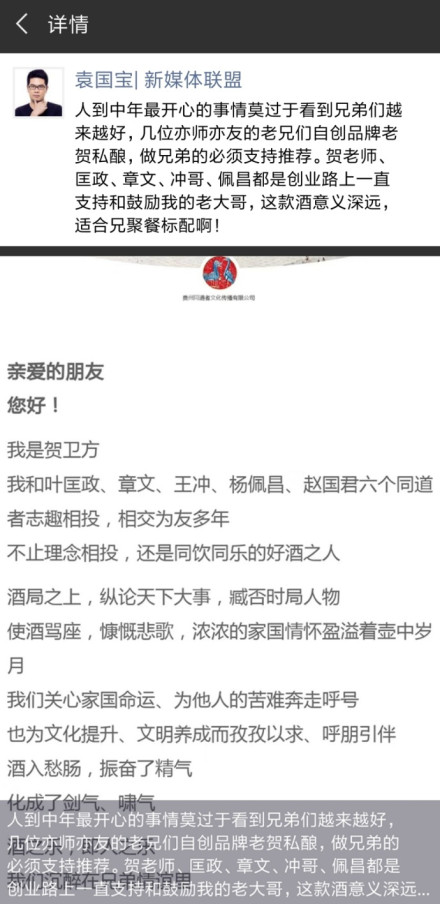 详情
袁国宝| 新媒体联盟
人到中年最开心的事情莫过于看到兄弟们越
来越好，几位亦师亦友的老兄们自创品牌老
贺私酿，做兄弟的必须支持推荐。贺老师、
匡政、章文、冲哥、佩昌都是创业路上一直
支持和鼓励我的老大哥，这款酒意义深远，
适合兄聚餐标配啊！
贵州同道者文化传播有限公司
亲爱的朋友
您好！
我是贺卫方
我和叶匡政、章文、王冲、杨佩昌、赵国君六个同道
者志趣相投，相交为友多年
不止理念相投，还是同饮同乐的好酒之人
酒局之上，纵论天下大事，臧否时局人物
使酒骂座，慷慨悲歌，浓浓的家国情怀盈溢着壶中岁
月
我们关心家国命运、为他人的苦难奔走呼号
也为文化提升、文明养成而孜孜以求、呼朋引伴
酒入愁肠，振奋了精气
化成了剑气、啸气
人到中年最开心的事情莫过于看到兄弟们越来越好，
几位亦师亦友的老兄们自创品牌老贺私酿，做兄弟的
必须支持推荐。贺老师、匡政、章文、冲哥、佩昌都是
创业路上一直支持和鼓励我的老大哥，这款酒意义深远...